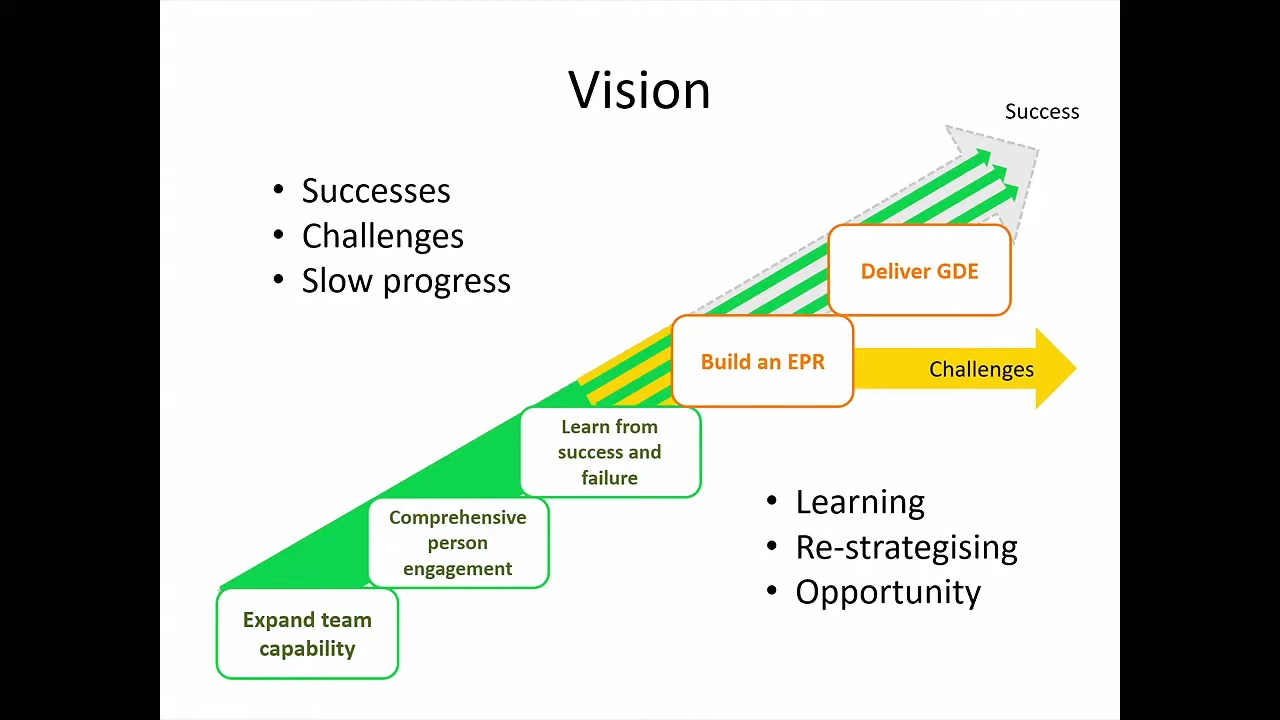 Vision
Success
• Successes
• Challenges
• Slow progress
Deliver GDE
Build an EPR
Challenges
Learn from
success and
failure
Comprehensive
person
engagement
Expand team
capability
• Learning
• Re-strategising
• Opportunity